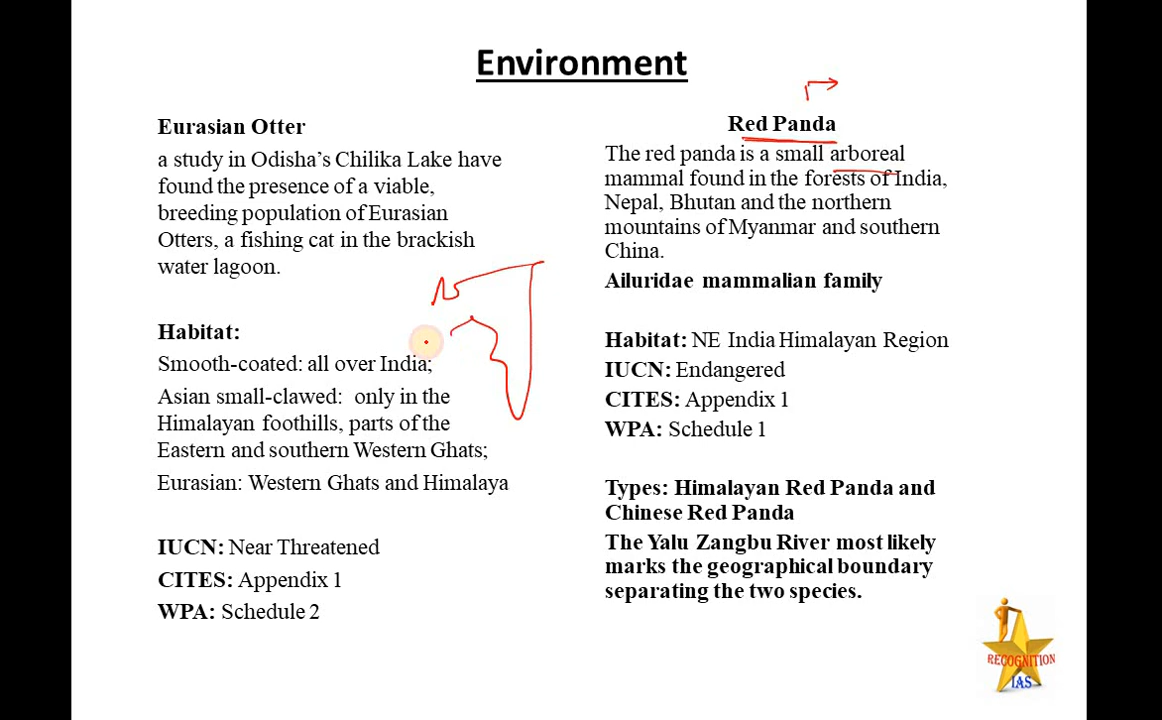 Environment
Eurasian Otter
a study in Odisha's Chilika Lake have
found the presence of a viable,
breeding population of Eurasian
Otters, a fishing cat in the brackish
water lagoon.
Habitat:
Smooth-coated: all over India;
Asian small-clawed: only in the
Himalayan foothills, parts of the
Eastern and southern Western Ghats;
Eurasian: Western Ghats and Himalaya
IUCN: Near Threatened
CITES: Appendix 1
WPA: Schedule 2
Red Panda
The red panda is a small arboreal
mammal found in the forests of India,
Nepal, Bhutan and the northern
mountains of Myanmar and southern
China.
Ailuridae mammalian family
Habitat: NE India Himalayan Region
IUCN: Endangered
CITES: Appendix 1
WPA: Schedule 1
Types: Himalayan Red Panda and
Chinese Red Panda
The Yalu Zangbu River most likely
marks the geographical boundary
separating the two species.
RECOGNITION
IAS